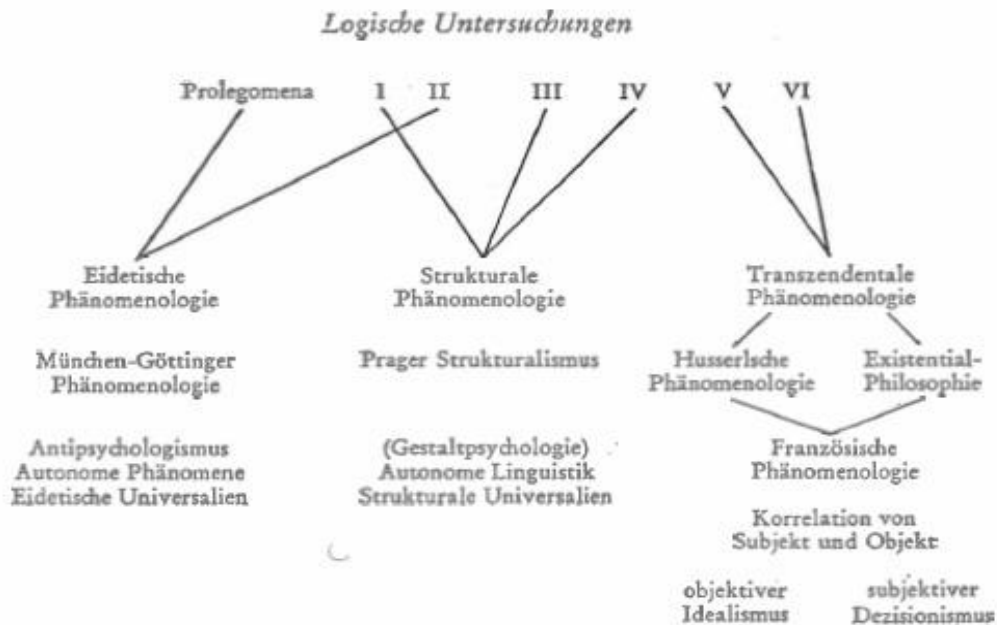 Logische Untersuchungen
Prolegomena I II III IV V VI
Eidetische
Phänomenologie
Strukturale
Phänomenologie
Transzendentale
Phänomenologie
München-Göttinger
Phänomenologie
Prager Strukturalismus
Husserlsche
Phänomenologie
Existential-
Philosophie
Antipsychologismus
Autonome Phänomene
Eidetische Universalien
(Gestaltpsychologie)
Autonome Linguistik
Strukturale Universalien
Französische
Phänomenologie
Korrelation von
Subjekt und Objekt
objektiver
Idealismus
subjektiver
Dezisionismus